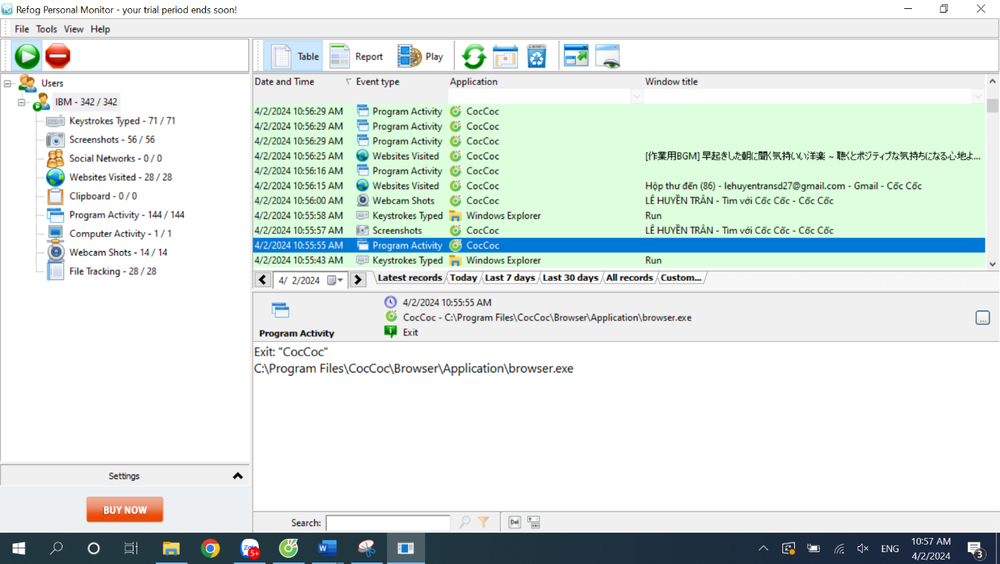 Refog Personal Monitor - your trial period ends soon!
File Tools View Help
Table Report Play
Users
IBM - 342 / 342
Keystrokes Typed - 71 / 71
Screenshots - 56 / 56
Social Networks - 0 / 0
Websites Visited - 28 / 28
Clipboard - 0 / 0
Program Activity - 144 / 144
Computer Activity - 1 / 1
Webcam Shots - 14 / 14
File Tracking - 28 / 28
Settings
BUY NOW
Date and Time Event type Application Window title
4/2/2024 10:56:29 AM Program Activity CocCoc
4/2/2024 10:56:29 AM Program Activity CocCoc
4/2/2024 10:56:29 AM Program Activity CocCoc
4/2/2024 10:56:25 AM Websites Visited CocCoc [作業用BGM] 早起きした朝に聞く気持いい洋楽 ~ 聴くとポジティブな気持ちになる心地よ...
4/2/2024 10:56:16 AM Program Activity CocCoc
4/2/2024 10:56:15 AM Websites Visited CocCoc Hộp thư đến (86) - lehuyentransd27@gmail.com - Gmail - Cốc Cốc
4/2/2024 10:56:00 AM Webcam Shots CocCoc LÊ HUYỀN TRÂN - Tìm với Cốc Cốc - Cốc Cốc
4/2/2024 10:55:58 AM Keystrokes Typed Windows Explorer Run
4/2/2024 10:55:57 AM Screenshots CocCoc LÊ HUYỀN TRÂN - Tìm với Cốc Cốc - Cốc Cốc
4/2/2024 10:55:55 AM Program Activity CocCoc
4/2/2024 10:55:43 AM Keystrokes Typed Windows Explorer Run
4/ 2/2024 Latest records Today Last 7 days Last 30 days All records Custom...
4/2/2024 10:55:55 AM
CocCoc - C:\Program Files\CocCoc\Browser\Application\browser.exe ...
Program Activity Exit
Exit: "CocCoc"
C:\Program Files\CocCoc\Browser\Application\browser.exe
Search: Del
Zalo 5+ W ENG 10:57 AM
4/2/2024 3